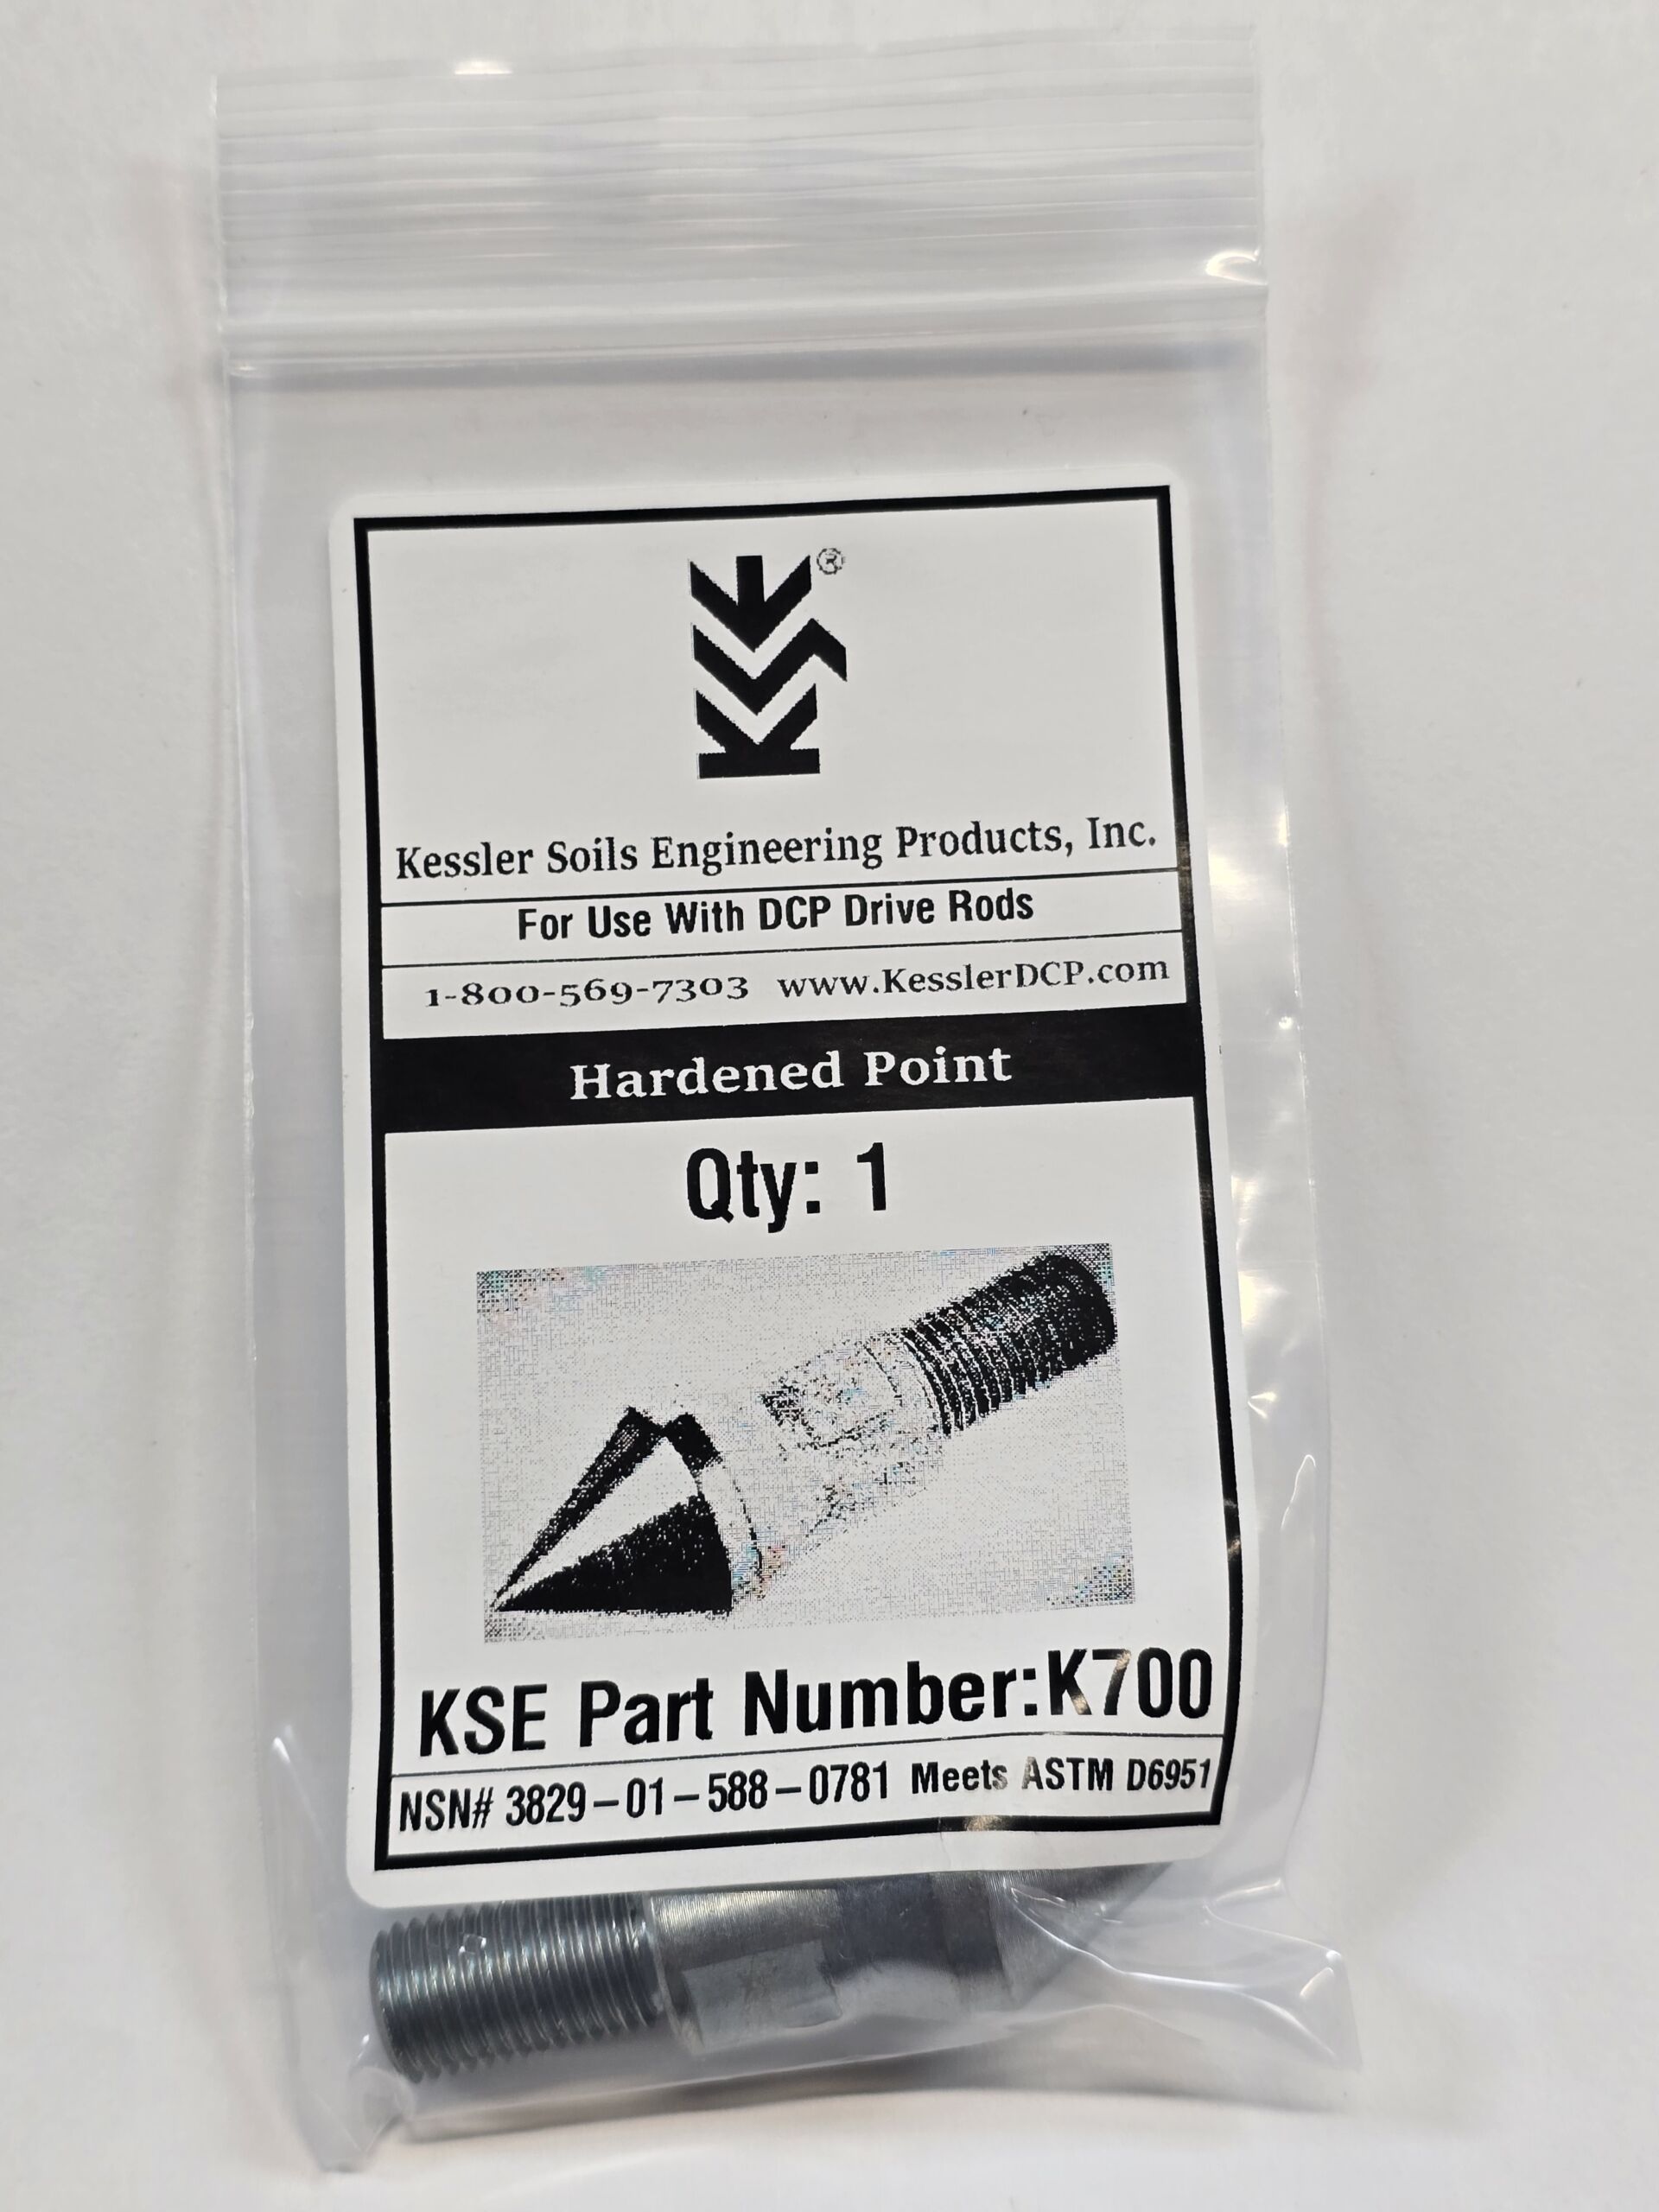 ®
Kessler Soils Engineering Products, Inc.
For Use With DCP Drive Rods
1-800-569-7303 www.KesslerDCP.com
Hardened Point
Qty: 1
KSE Part Number:K700
NSN# 3829-01-588-0781 Meets ASTM D6951